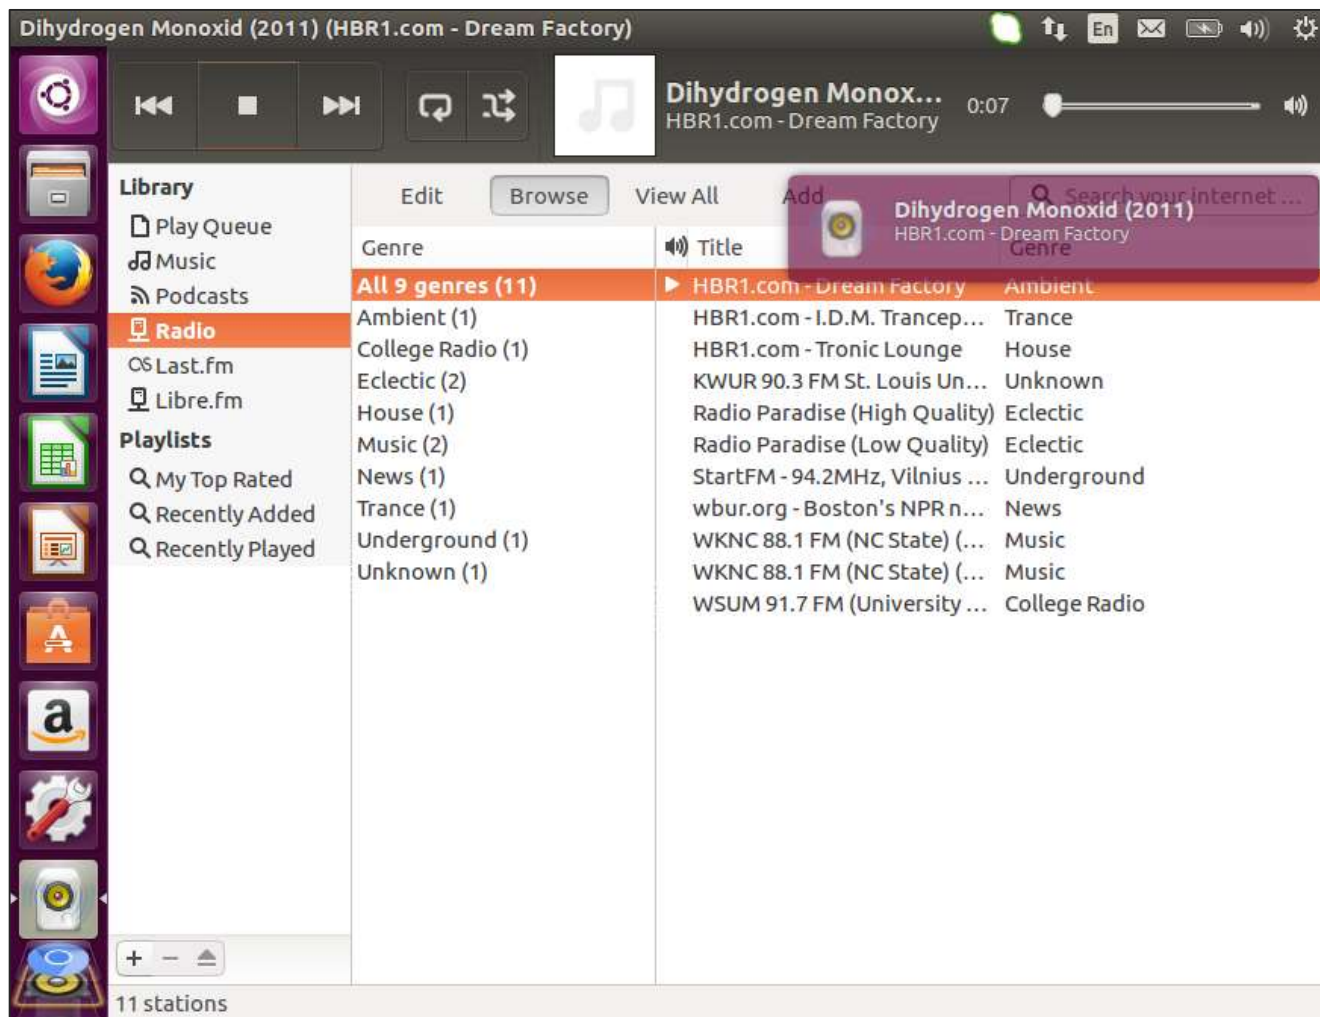 Dihydrogen Monoxid (2011) (HBR1.com - Dream Factory)
En
Dihydrogen Monox...
HBR1.com - Dream Factory
0:07
Library
Play Queue
Music
Podcasts
Radio
Last.fm
Libre.fm
Playlists
My Top Rated
Recently Added
Recently Played
Edit Browse View All Add Search your internet ...
Dihydrogen Monoxid (2011)
HBR1.com - Dream Factory
Genre Title Genre
All 9 genres (11)
Ambient (1)
College Radio (1)
Eclectic (2)
House (1)
Music (2)
News (1)
Trance (1)
Underground (1)
Unknown (1)
HBR1.com - Dream Factory Ambient
HBR1.com - I.D.M. Trancep... Trance
HBR1.com - Tronic Lounge House
KWUR 90.3 FM St. Louis Un... Unknown
Radio Paradise (High Quality) Eclectic
Radio Paradise (Low Quality) Eclectic
StartFM - 94.2MHz, Vilnius ... Underground
wbur.org - Boston's NPR n... News
WKNC 88.1 FM (NC State) (... Music
WKNC 88.1 FM (NC State) (... Music
WSUM 91.7 FM (University ... College Radio
a
11 stations